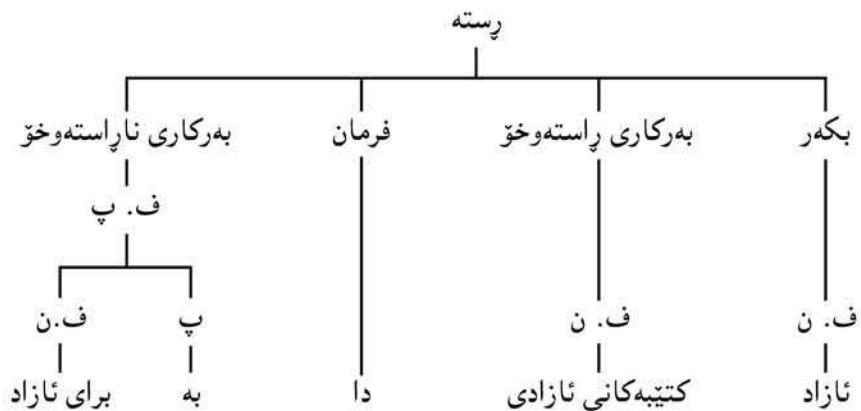 ڕستە
بکەر بەرکاری ڕاستەوخۆ فرمان بەرکاری ناڕاستەوخۆ
ف. پ
ف. ن ف. ن پ ف.ن
ئازاد کتێبەکانی ئازادی دا بە برای ئازاد